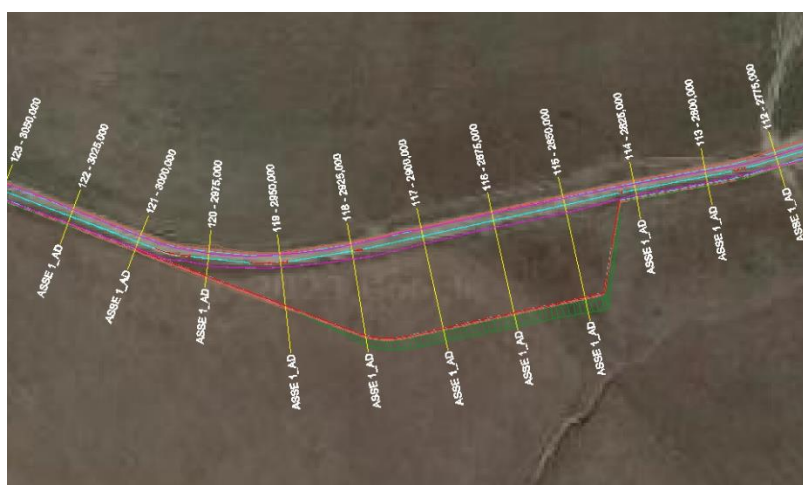 123 - 3050,000
122 - 3025,000
121 - 3000,000
120 - 2975,000
119 - 2950,000
118 - 2925,000
117 - 2900,000
116 - 2875,000
115 - 2850,000
114 - 2825,000
113 - 2800,000
112 - 2775,000
ASSE 1_AD
ASSE 1_AD
ASSE 1_AD
ASSE 1_AD
ASSE 1_AD
ASSE 1_AD
ASSE 1_AD
ASSE 1_AD
ASSE 1_AD
ASSE 1_AD
ASSE 1_AD